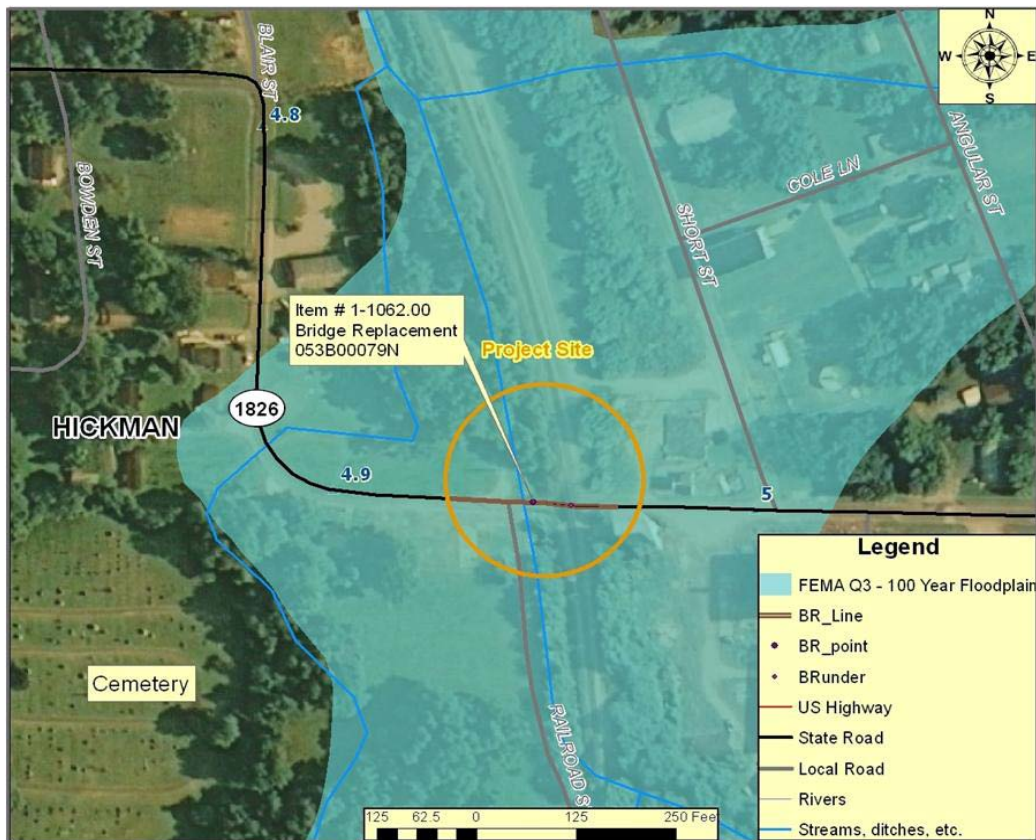 N
W
E
S
BLAIR ST
4.8
BOWDEN ST
ANGULAR ST
COLE LN
SHORT ST
Item # 1-1062.00
Bridge Replacement
053B00079N
Project Site
1826
HICKMAN
4.9
5
Cemetery
RAILROAD S
Legend
FEMA Q3 - 100 Year Floodplain
BR_Line
BR_point
BRunder
US Highway
State Road
Local Road
Rivers
Streams, ditches, etc.
125 62.5 0 125 250 Feet